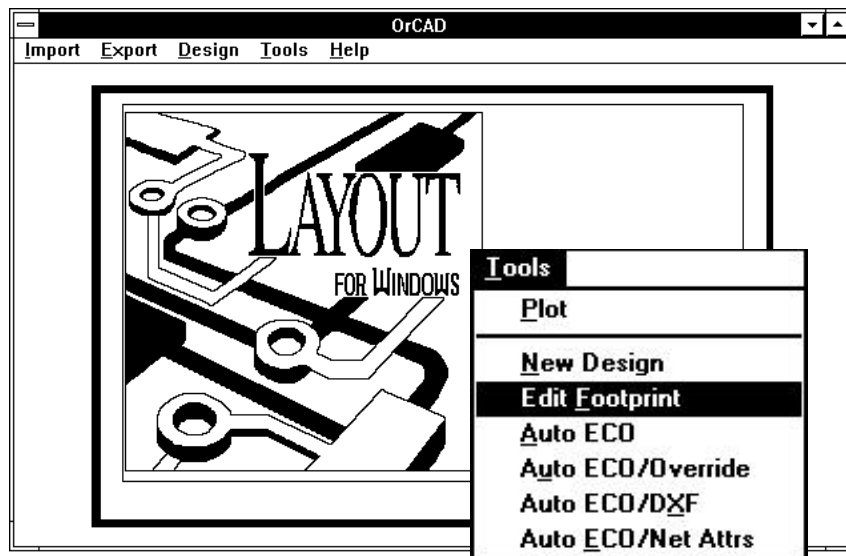 OrCAD
Import Export Design Tools Help
LAYOUT
FOR WINDOWS
Tools
Plot
New Design
Edit Footprint
Auto ECO
Auto ECO/Override
Auto ECO/DXF
Auto ECO/Net Attrs